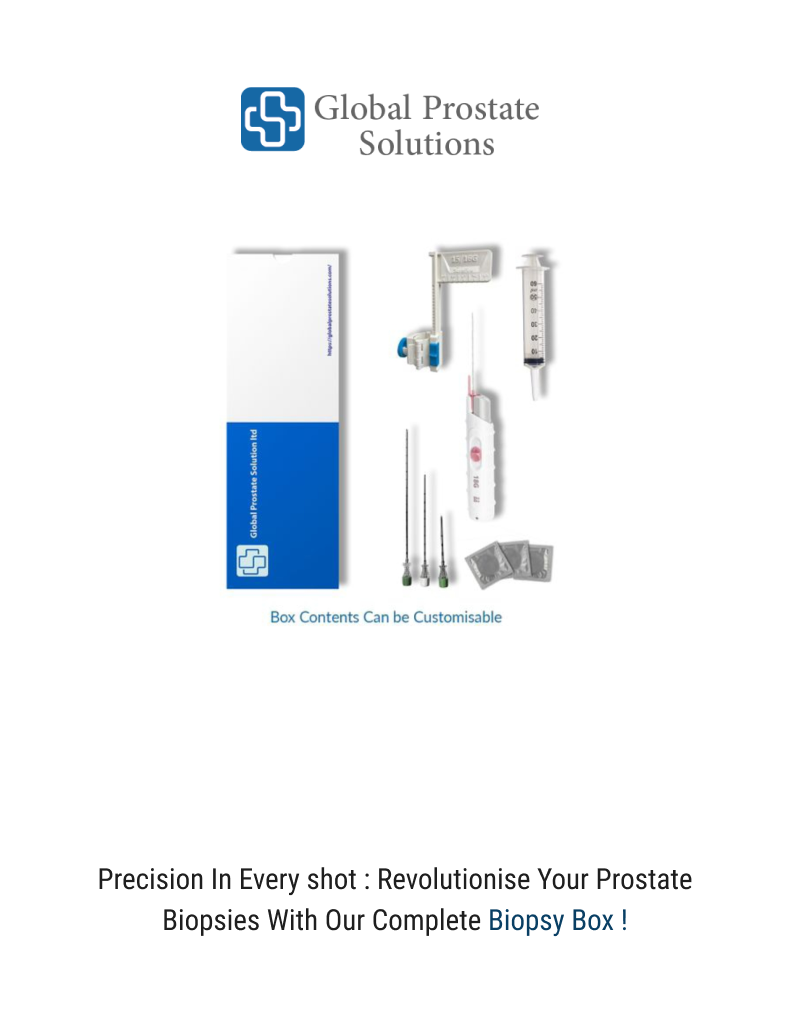 Global Prostate
Solutions
https://globalprostatesolutions.com/
Global Prostate Solution ltd
18G
Box Contents Can be Customisable
Precision In Every shot : Revolutionise Your Prostate
Biopsies With Our Complete Biopsy Box !